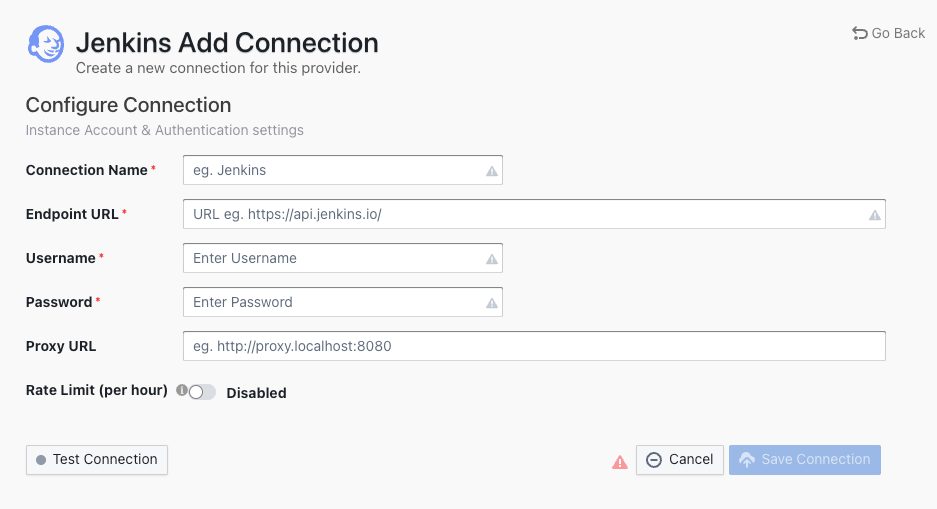 Jenkins Add Connection
Go Back
Create a new connection for this provider.
Configure Connection
Instance Account & Authentication settings
Connection Name *
eg. Jenkins
Endpoint URL *
URL eg. https://api.jenkins.io/
Username *
Enter Username
Password *
Enter Password
Proxy URL
eg. http://proxy.localhost:8080
Rate Limit (per hour)
Disabled
Test Connection
Cancel
Save Connection